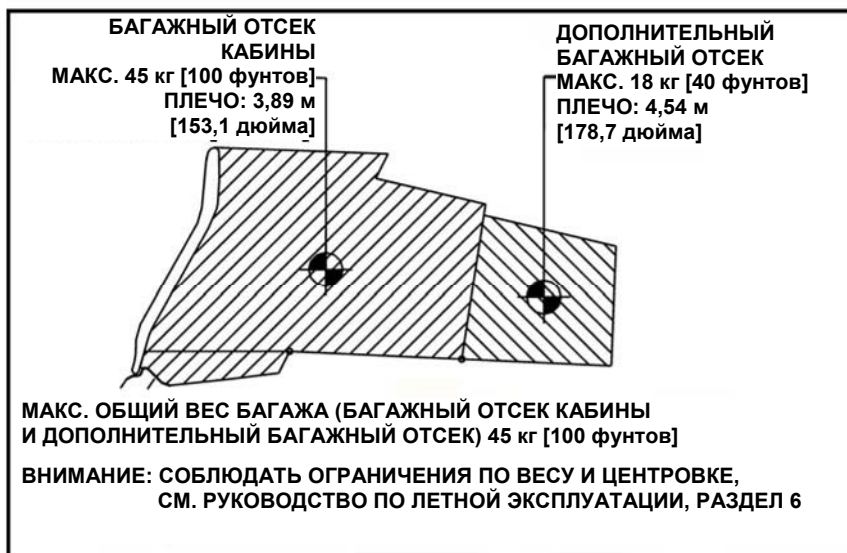 БАГАЖНЫЙ ОТСЕК
КАБИНЫ
МАКС. 45 кг [100 фунтов]
ПЛЕЧО: 3,89 м
[153,1 дюйма]
ДОПОЛНИТЕЛЬНЫЙ
БАГАЖНЫЙ ОТСЕК
МАКС. 18 кг [40 фунтов]
ПЛЕЧО: 4,54 м
[178,7 дюйма]
МАКС. ОБЩИЙ ВЕС БАГАЖА (БАГАЖНЫЙ ОТСЕК КАБИНЫ
И ДОПОЛНИТЕЛЬНЫЙ БАГАЖНЫЙ ОТСЕК) 45 кг [100 фунтов]
ВНИМАНИЕ: СОБЛЮДАТЬ ОГРАНИЧЕНИЯ ПО ВЕСУ И ЦЕНТРОВКЕ,
СМ. РУКОВОДСТВО ПО ЛЕТНОЙ ЭКСПЛУАТАЦИИ, РАЗДЕЛ 6